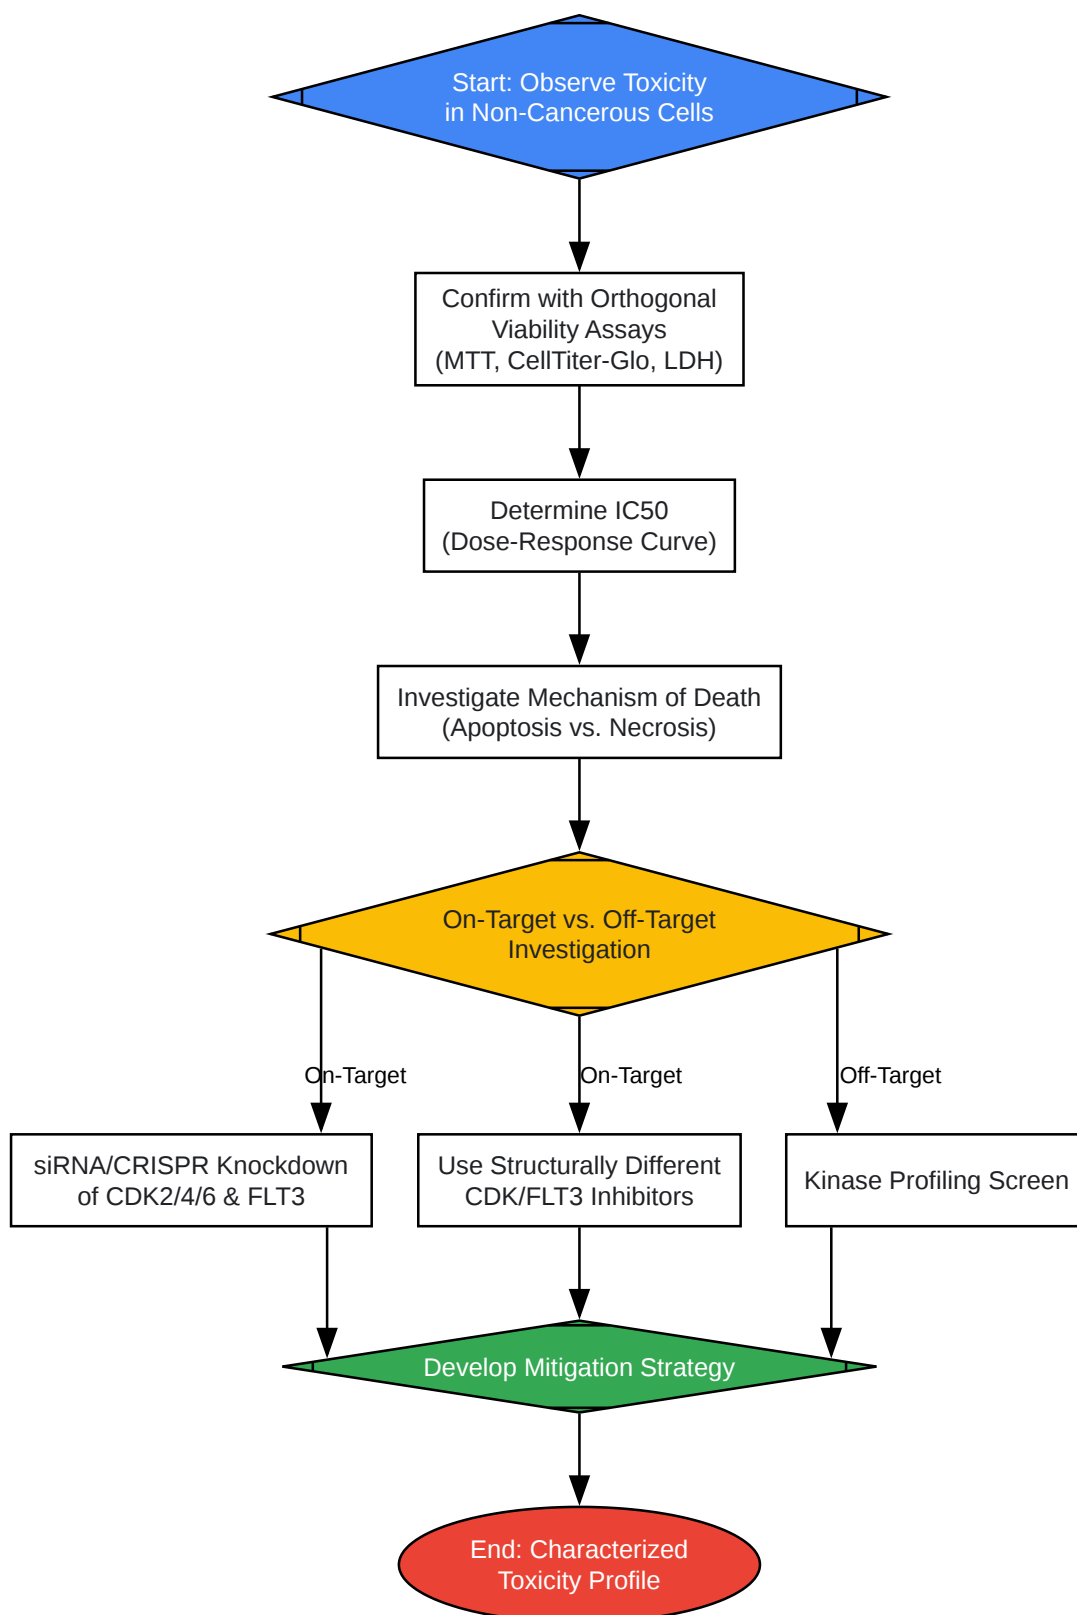 Start: Observe Toxicity
in Non-Cancerous Cells
Confirm with Orthogonal
Viability Assays
(MTT, CellTiter-Glo, LDH)
Determine IC50
(Dose-Response Curve)
Investigate Mechanism of Death
(Apoptosis vs. Necrosis)
On-Target vs. Off-Target
Investigation
On-Target
On-Target
Off-Target
siRNA/CRISPR Knockdown
of CDK2/4/6 & FLT3
Use Structurally Different
CDK/FLT3 Inhibitors
Kinase Profiling Screen
Develop Mitigation Strategy
End: Characterized
Toxicity Profile